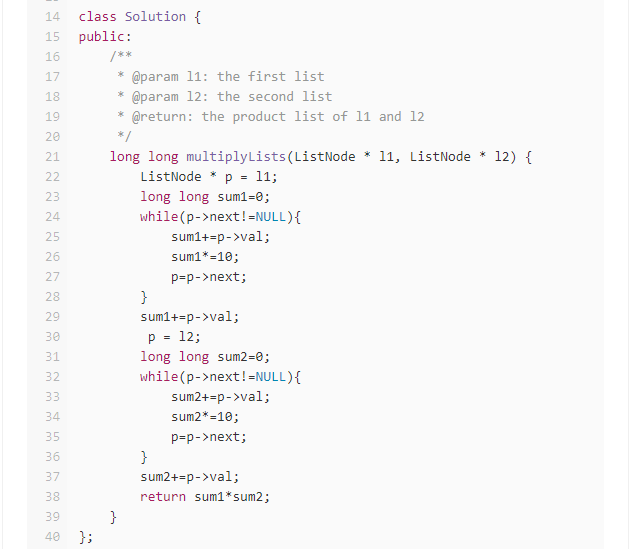 14 class Solution {
15 public:
16     /**
17      * @param l1: the first list
18      * @param l2: the second list
19      * @return: the product list of l1 and l2
20      */
21     long long multiplyLists(ListNode * l1, ListNode * l2) {
22         ListNode * p = l1;
23         long long sum1=0;
24         while(p->next!=NULL){
25             sum1+=p->val;
26             sum1*=10;
27             p=p->next;
28         }
29         sum1+=p->val;
30          p = l2;
31         long long sum2=0;
32         while(p->next!=NULL){
33             sum2+=p->val;
34             sum2*=10;
35             p=p->next;
36         }
37         sum2+=p->val;
38         return sum1*sum2;
39     }
40 };